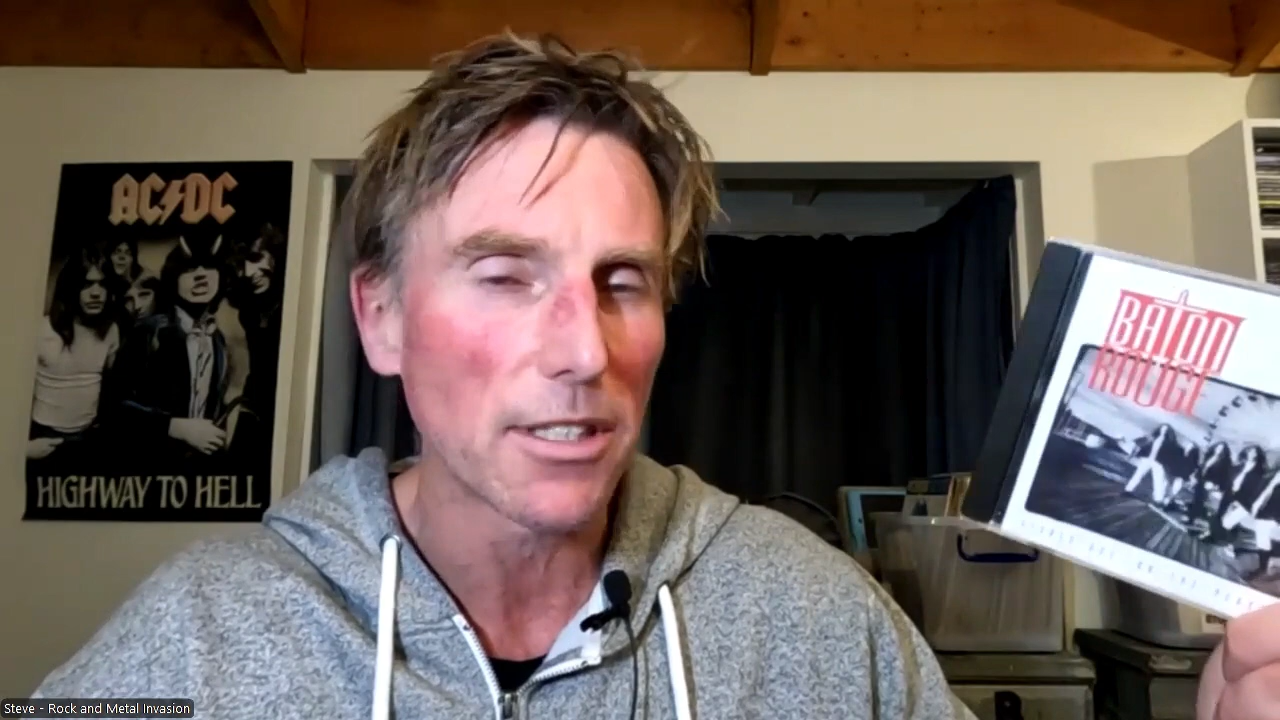 AC/DC
HIGHWAY TO HELL
BATON
ROUGE
Steve - Rock and Metal Invasion